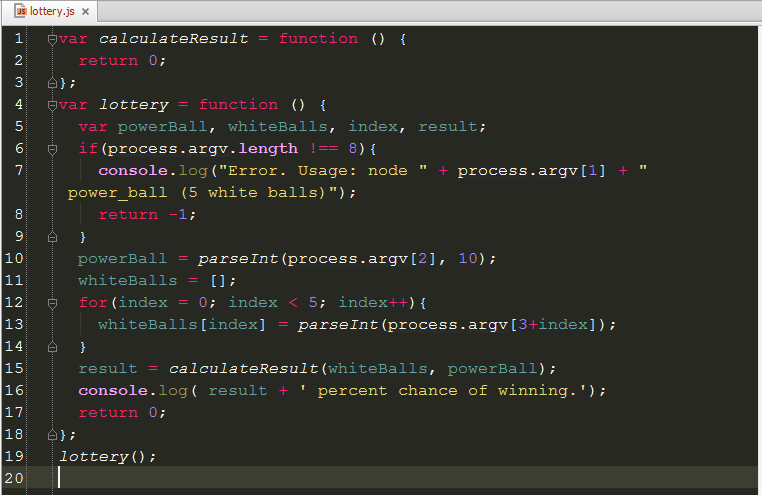 lottery.js
1 var calculateResult = function () {
2 return 0;
3 };
4 var lottery = function () {
5 var powerBall, whiteBalls, index, result;
6 if(process.argv.length !== 8){
7 console.log("Error. Usage: node " + process.argv[1] + "
power_ball (5 white balls)");
8 return -1;
9 }
10 powerBall = parseInt(process.argv[2], 10);
11 whiteBalls = [];
12 for(index = 0; index < 5; index++){
13 whiteBalls[index] = parseInt(process.argv[3+index]);
14 }
15 result = calculateResult(whiteBalls, powerBall);
16 console.log( result + ' percent chance of winning.');
17 return 0;
18 };
19 lottery();
20